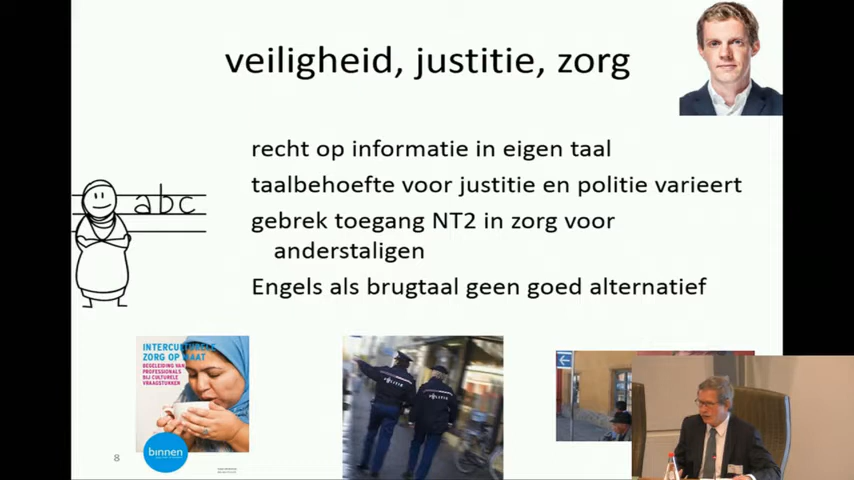 veiligheid, justitie, zorg
recht op informatie in eigen taal
abc
taalbehoefte voor justitie en politie varieert
gebrek toegang NT2 in zorg voor
anderstaligen
Engels als brugtaal geen goed alternatief
INTERCULTURELE
ZORG OP MAAT
BEGELEIDING VAN
PROFESSIONALS
BIJ CULTURELE
VRAAGSTUKKEN
POLITIE
binnen
8